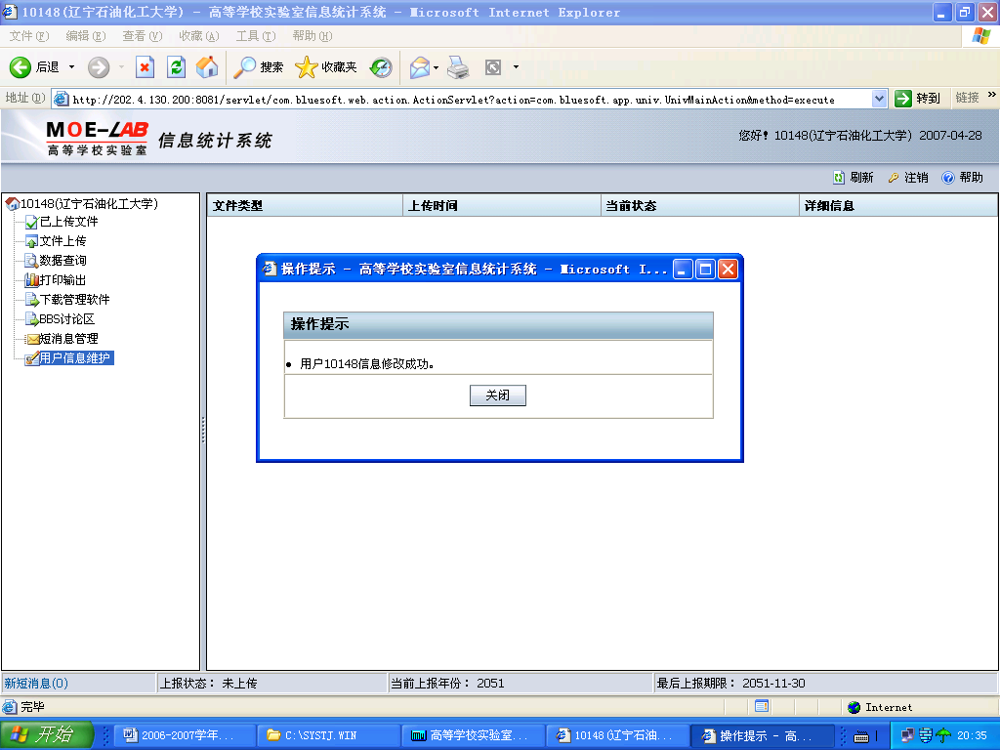 10148(辽宁石油化工大学) - 高等学校实验室信息统计系统 - Microsoft Internet Explorer
文件(F) 编辑(E) 查看(V) 收藏(A) 工具(T) 帮助(H)
后退 搜索 收藏夹
地址(D) http://202.4.130.200:8081/servlet/com.bluesoft.web.action.ActionServlet?action=com.bluesoft.app.univ.UnivMainAction&method=execute 转到 链接 »
MOE-LAB
高等学校实验室 信息统计系统
您好! 10148(辽宁石油化工大学) 2007-04-28
刷新 注销 帮助
10148(辽宁石油化工大学)
已上传文件
文件上传
数据查询
打印输出
下载管理软件
BBS讨论区
短消息管理
用户信息维护
文件类型 上传时间 当前状态 详细信息
操作提示 - 高等学校实验室信息统计系统 - Microsoft I...
操作提示
用户10148信息修改成功。
关闭
新短消息(0) 上报状态: 未上传 当前上报年份: 2051 最后上报期限: 2051-11-30
完毕 Internet
开始 2006-2007学年... C:\SYSTJ.WIN 高等学校实验室... 10148(辽宁石油... 操作提示 - 高... 20:35